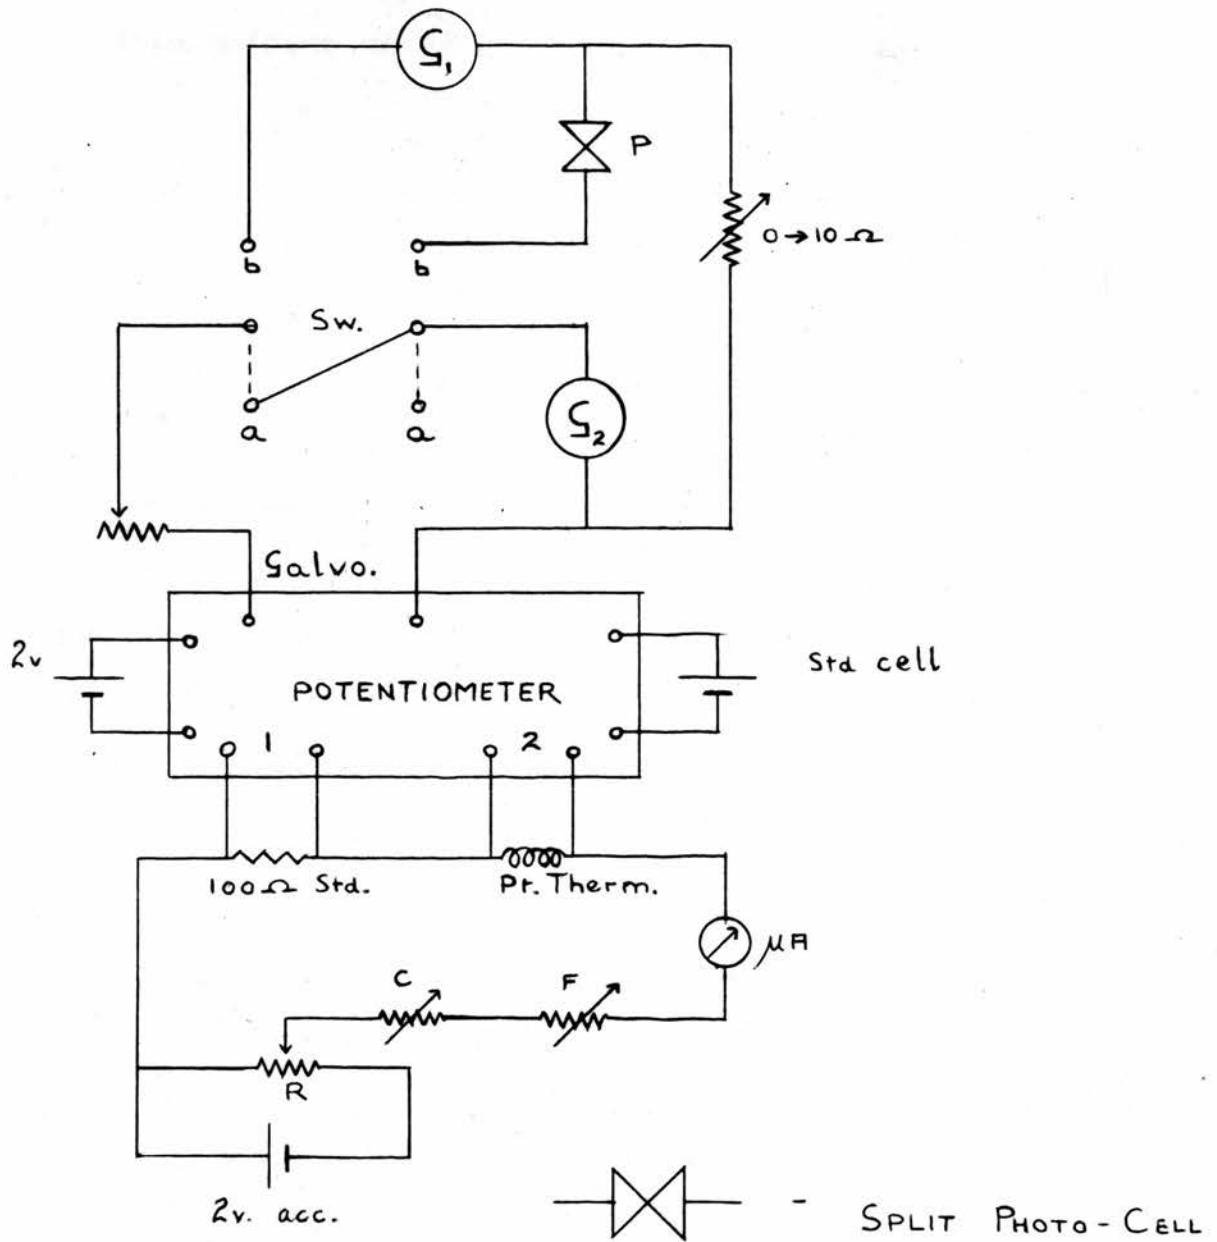 G₁
P
0→10 Ω
b b
Sw.
a a
G₂
Galvo.
2v
Std cell
POTENTIOMETER
1 2
100Ω Std.
Pt. Therm.
μA
C F
R
2v. acc.
- SPLIT PHOTO-CELL